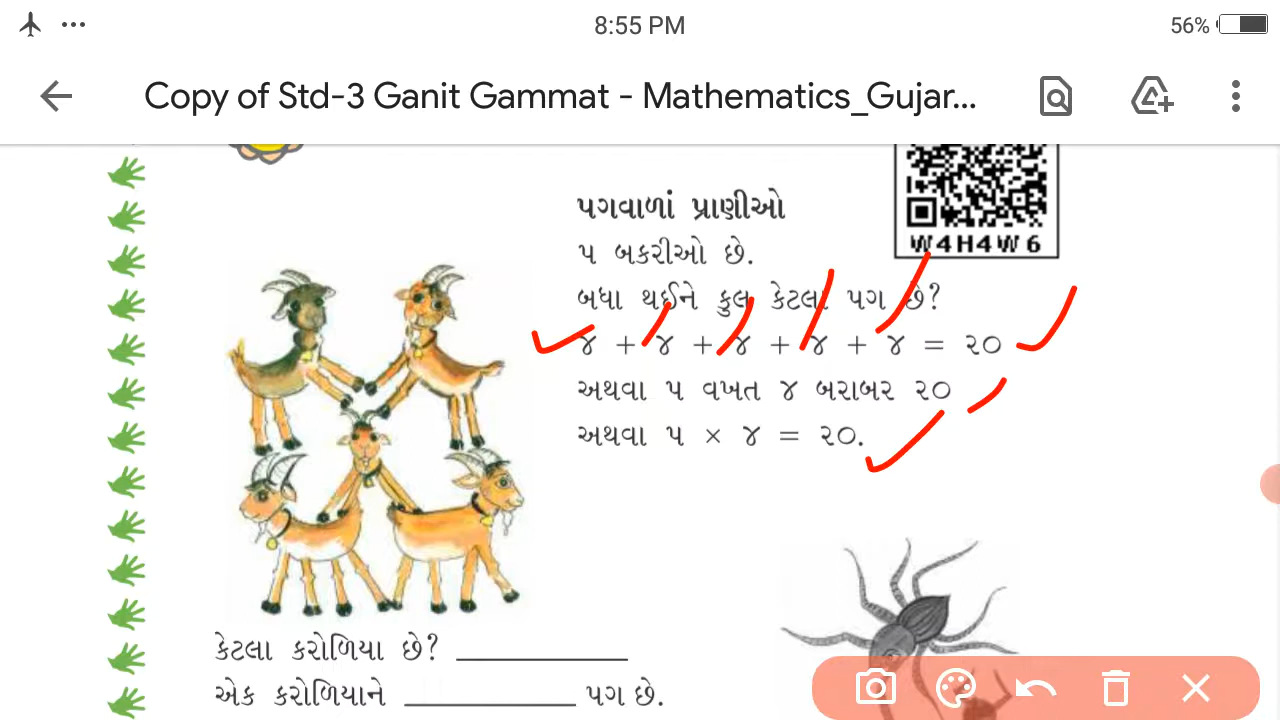 8:55 PM
56%
Copy of Std-3 Ganit Gammat - Mathematics_Gujar...
W4H4W6
પગવાળાં પ્રાણીઓ
૫ બકરીઓ છે.
બધા થઈને કુલ કેટલા પગ છે?
૪ + ૪ + ૪ + ૪ + ૪ = ૨૦
અથવા ૫ વખત ૪ બરાબર ૨૦
અથવા ૫ × ૪ = ૨૦.
કેટલા કરોળિયા છે? ____________
એક કરોળિયાને ____________ પગ છે.